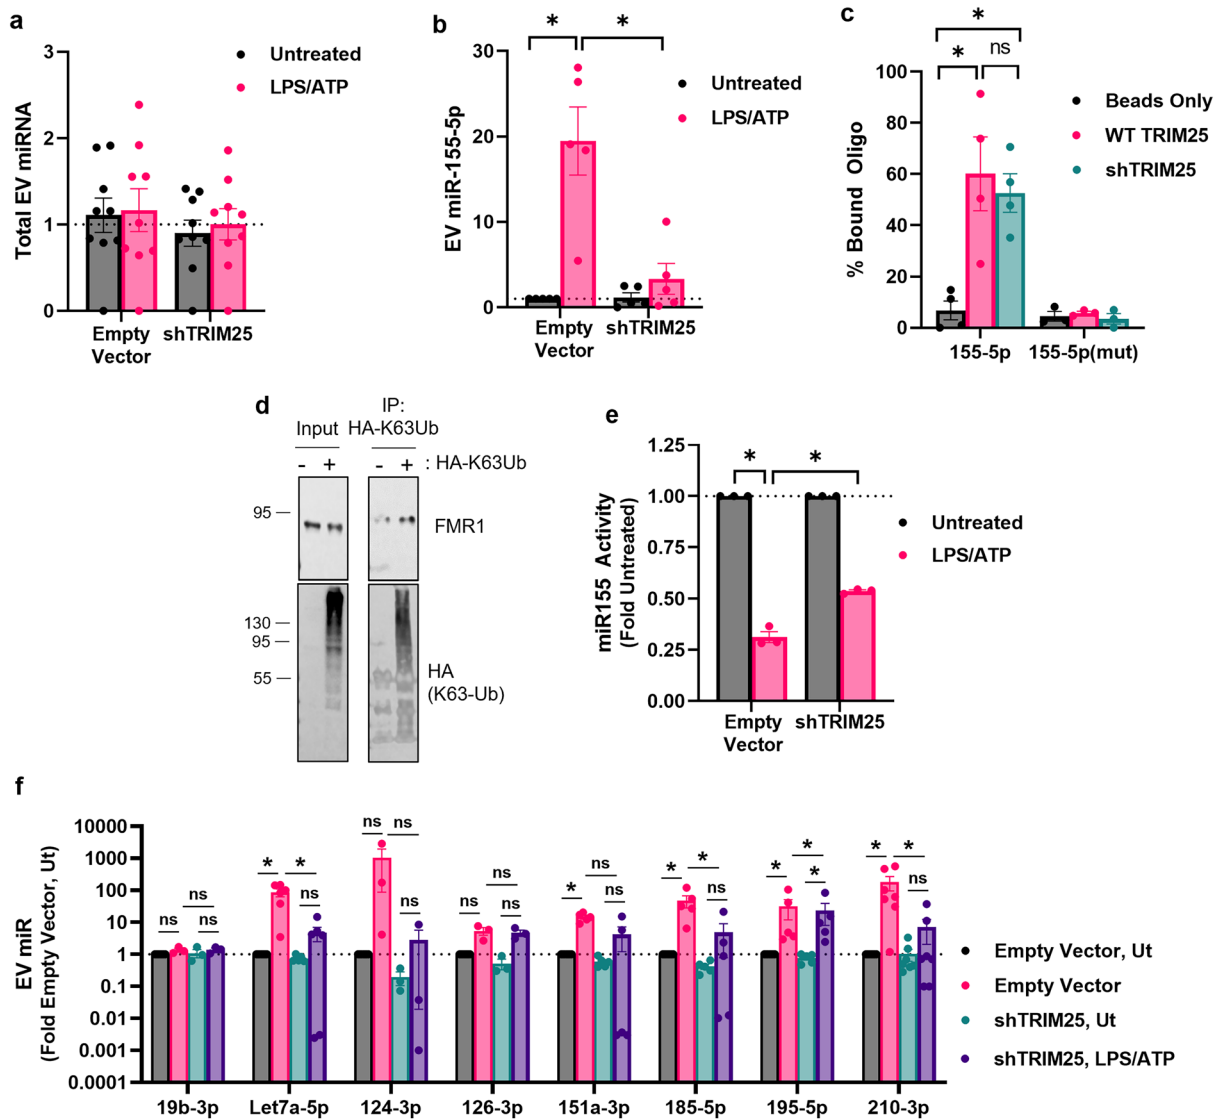 a
Total EV miRNA
3
2
1
0
Untreated
LPS/ATP
Empty
Vector
shTRIM25
b
EV miR-155-5p
30
20
10
0
*
*
Untreated
LPS/ATP
Empty
Vector
shTRIM25
c
% Bound Oligo
100
80
60
40
20
0
*
*
ns
Beads Only
WT TRIM25
shTRIM25
155-5p
155-5p(mut)
d
Input
IP:
HA-K63Ub
- + - + : HA-K63Ub
95
FMR1
130
95
55
HA
(K63-Ub)
e
miR155 Activity
(Fold Untreated)
1.25
1.00
0.75
0.50
0.25
0.00
*
*
Untreated
LPS/ATP
Empty
Vector
shTRIM25
f
EV miR
(Fold Empty Vector, Ut)
10000
1000
100
10
1
0.1
0.01
0.001
0.0001
ns
ns
ns
*
*
ns
ns
ns
ns
ns
ns
ns
*
ns
ns
*
*
ns
*
*
*
*
*
ns
19b-3p
Let7a-5p
124-3p
126-3p
151a-3p
185-5p
195-5p
210-3p
Empty Vector, Ut
Empty Vector
shTRIM25, Ut
shTRIM25, LPS/ATP